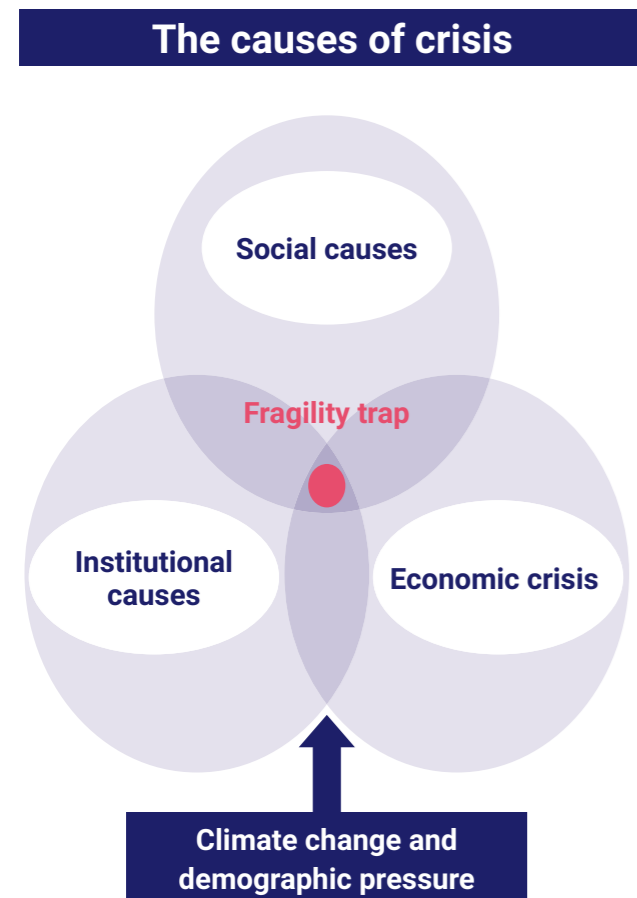 The causes of crisis
Social causes
Fragility trap
Institutional
causes
Economic crisis
Climate change and
demographic pressure